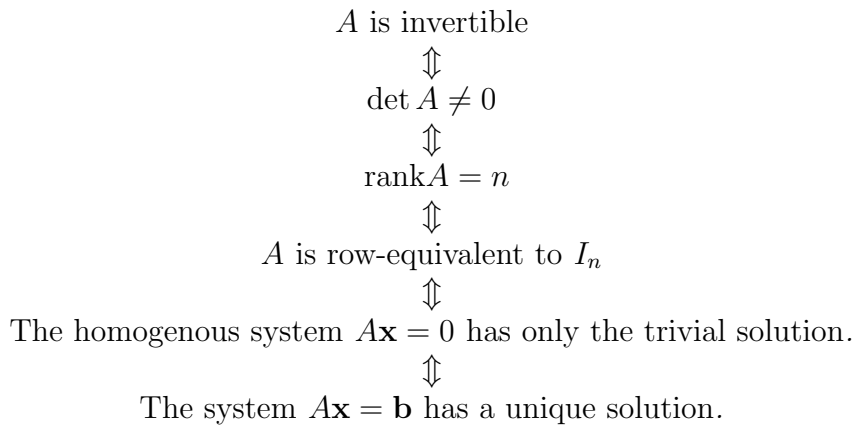 A is invertible
⇕
det A ≠ 0
⇕
rankA = n
⇕
A is row-equivalent to Iₙ
⇕
The homogenous system Ax = 0 has only the trivial solution.
⇕
The system Ax = b has a unique solution.